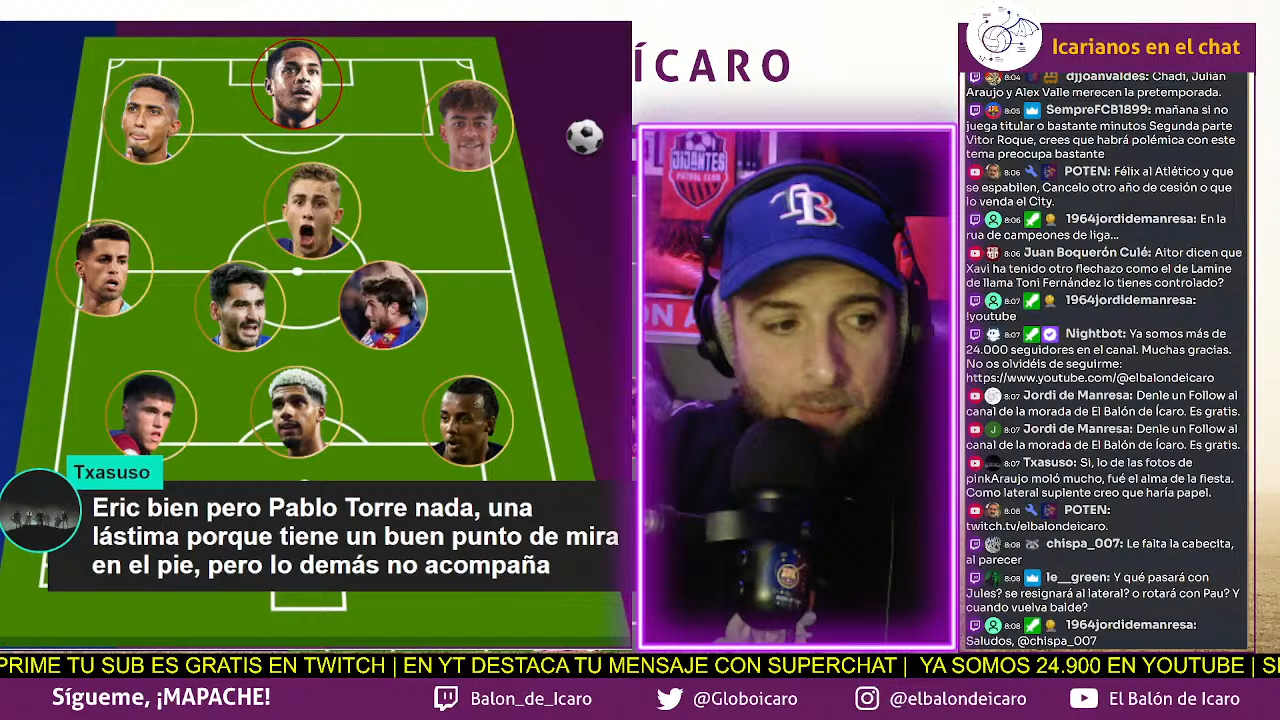 ÍCARO
Icarianos en el chat
8:04 djjoanvaldes: Chadi, Julián
Araujo y Alex Valle merecen la pretemporada.
8:05 SempreFCB1899: mañana si no
juega titular o bastante minutos Segonda parte
Vitor Roque, crees que habrá polémica con este
tema preocupa bastante
8:06 POTEN: Félix al Atlético y que
se esperen, Cancelo otro año de cesión o que
lo venda el City.
8:06 1964jordidemanresa: En la
rua de campeones de liga...
Juan Boquerón Culé: Aitor dicen que
8:06
Xavi ha tenido otro flechazo como el de Lamine
de llama Toni Fernández lo tienes controlado?
8:07 1964jordidemanresa:
!youtube
8:07 Nightbot: Ya somos más de
24.000 seguidores en el canal. Muchas gracias.
No os olvidéis de seguirme:
https://www.youtube.com/@elbalondeicaro
8:07 Jordi de Manresa: Denle un Follow al
canal de la morada de El Balón de Ícaro. Es gratis.
8:07 Jordi de Manresa: Denle un Follow al
canal de la morada de El Balón de Ícaro. Es gratis.
8:07 Txasuso: Si, lo de las fotos de
pinkAraujo moló mucho, fué el alma de la fiesta.
Como lateral suplente creo que haría papel.
8:08 POTEN:
twitch.tv/elbalondeicaro.
8:08 chispa_007: Le falta la cabecita,
al parecer
8:08 le__green: Y qué pasará con
Jules? se resignará al lateral? o rotará con Pau? Y
cuando vuelva balde?
8:08 1964jordidemanresa:
Saludos, @chispa_007
GIJANTES
FÚTBOL CLUB
TB
ON A
Txasuso
Eric bien pero Pablo Torre nada, una
lástima porque tiene un buen punto de mira
en el pie, pero lo demás no acompaña
PRIME TU SUB ES GRATIS EN TWITCH | EN YT DESTACA TU MENSAJE CON SUPERCHAT | YA SOMOS 24.900 EN YOUTUBE | SI
Sígueme, ¡MAPACHE!
Balon_de_Icaro
@Globoicaro
@elbalondeicaro
El Balón de Icaro